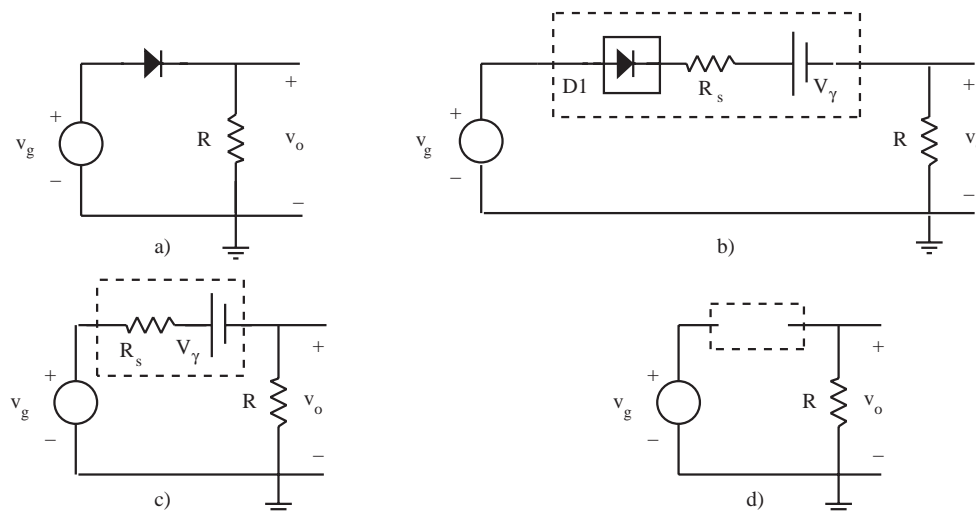 +
v_g
−
R
+
v_o
−
a)
D1
R_s
V_γ
+
v_g
−
R
+
v
−
b)
R_s
V_γ
+
v_g
−
R
+
v_o
−
c)
+
v_g
−
R
+
v_o
−
d)